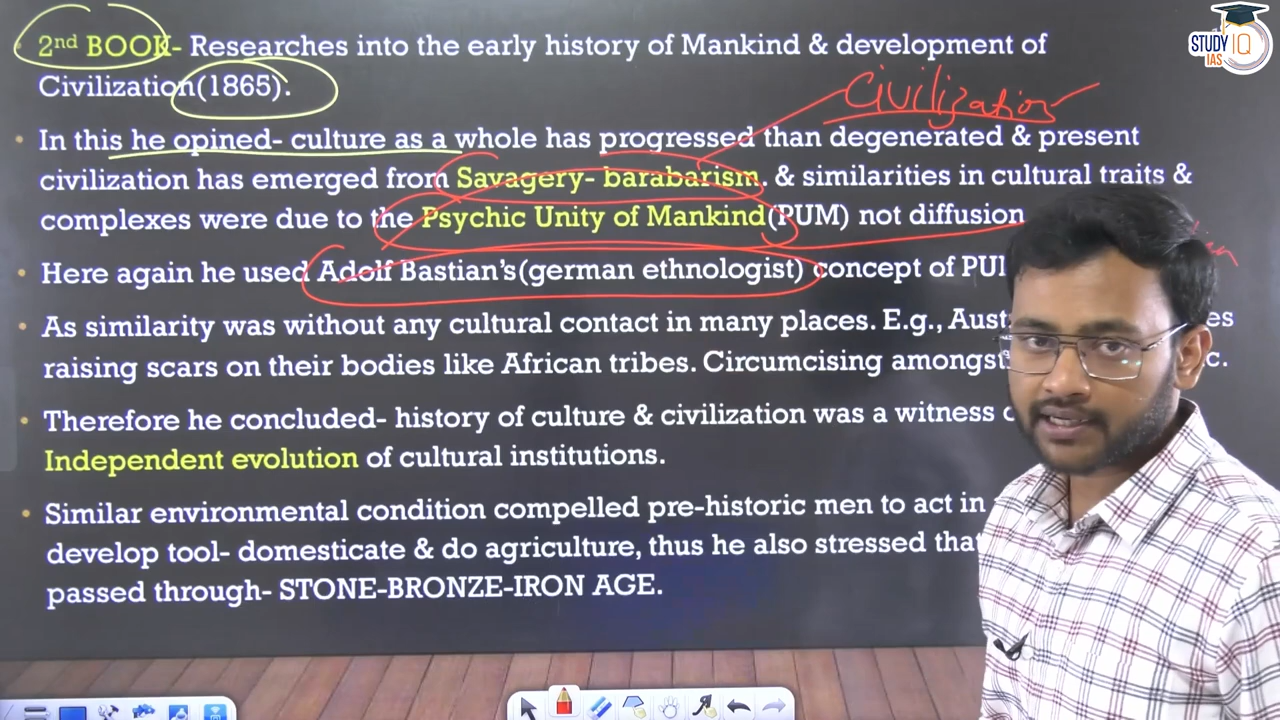 2nd BOOK- Researches into the early history of Mankind & development of
Civilization(1865).
Civilization
In this he opined- culture as a whole has progressed than degenerated & present
civilization has emerged from Savagery- barabarism. & similarities in cultural traits &
complexes were due to the Psychic Unity of Mankind(PUM) not diffusion
Here again he used Adolf Bastian's(german ethnologist) concept of
As similarity was without any cultural contact in many places. E.g.,
raising scars on their bodies like African tribes. Circumcising
Therefore he concluded- history of culture & civilization was a witness
Independent evolution of cultural institutions.
Similar environmental condition compelled pre-historic men to act in
develop tool- domesticate & do agriculture, thus he also stressed
passed through- STONE-BRONZE-IRON AGE.
STUDY IQ
IAS